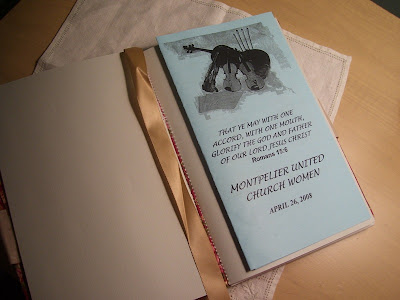 THAT YE MAY WITH ONE
ACCORD, WITH ONE MOUTH,
GLORIFY THE GOD AND FATHER
OF OUR LORD JESUS CHRIST
Romans 15:6
MONTPELIER UNITED
CHURCH WOMEN
APRIL 26, 2008